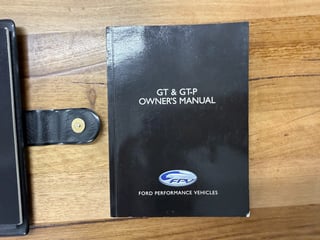 GT & GT-P
OWNER'S MANUAL
FPV
FORD PERFORMANCE VEHICLES